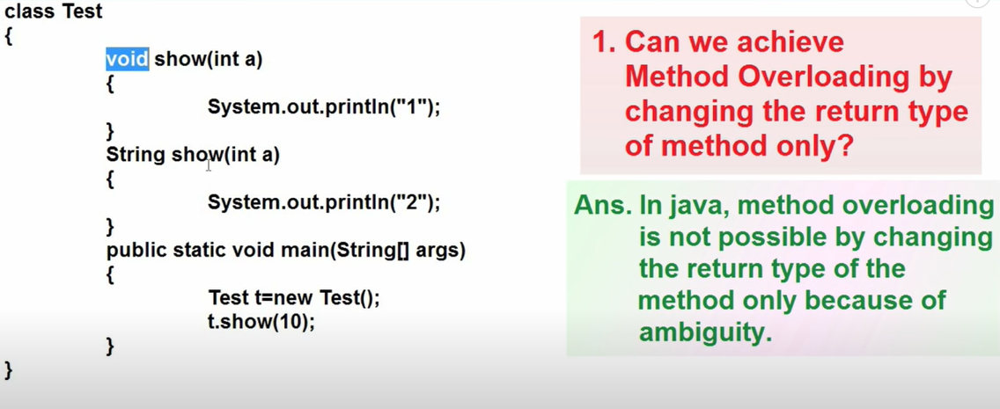 class Test
{
void show(int a)
{
System.out.println("1");
}
String show(int a)
{
System.out.println("2");
}
public static void main(String[] args)
{
Test t=new Test();
t.show(10);
}
}
1. Can we achieve
Method Overloading by
changing the return type
of method only?
Ans. In java, method overloading
is not possible by changing
the return type of the
method only because of
ambiguity.